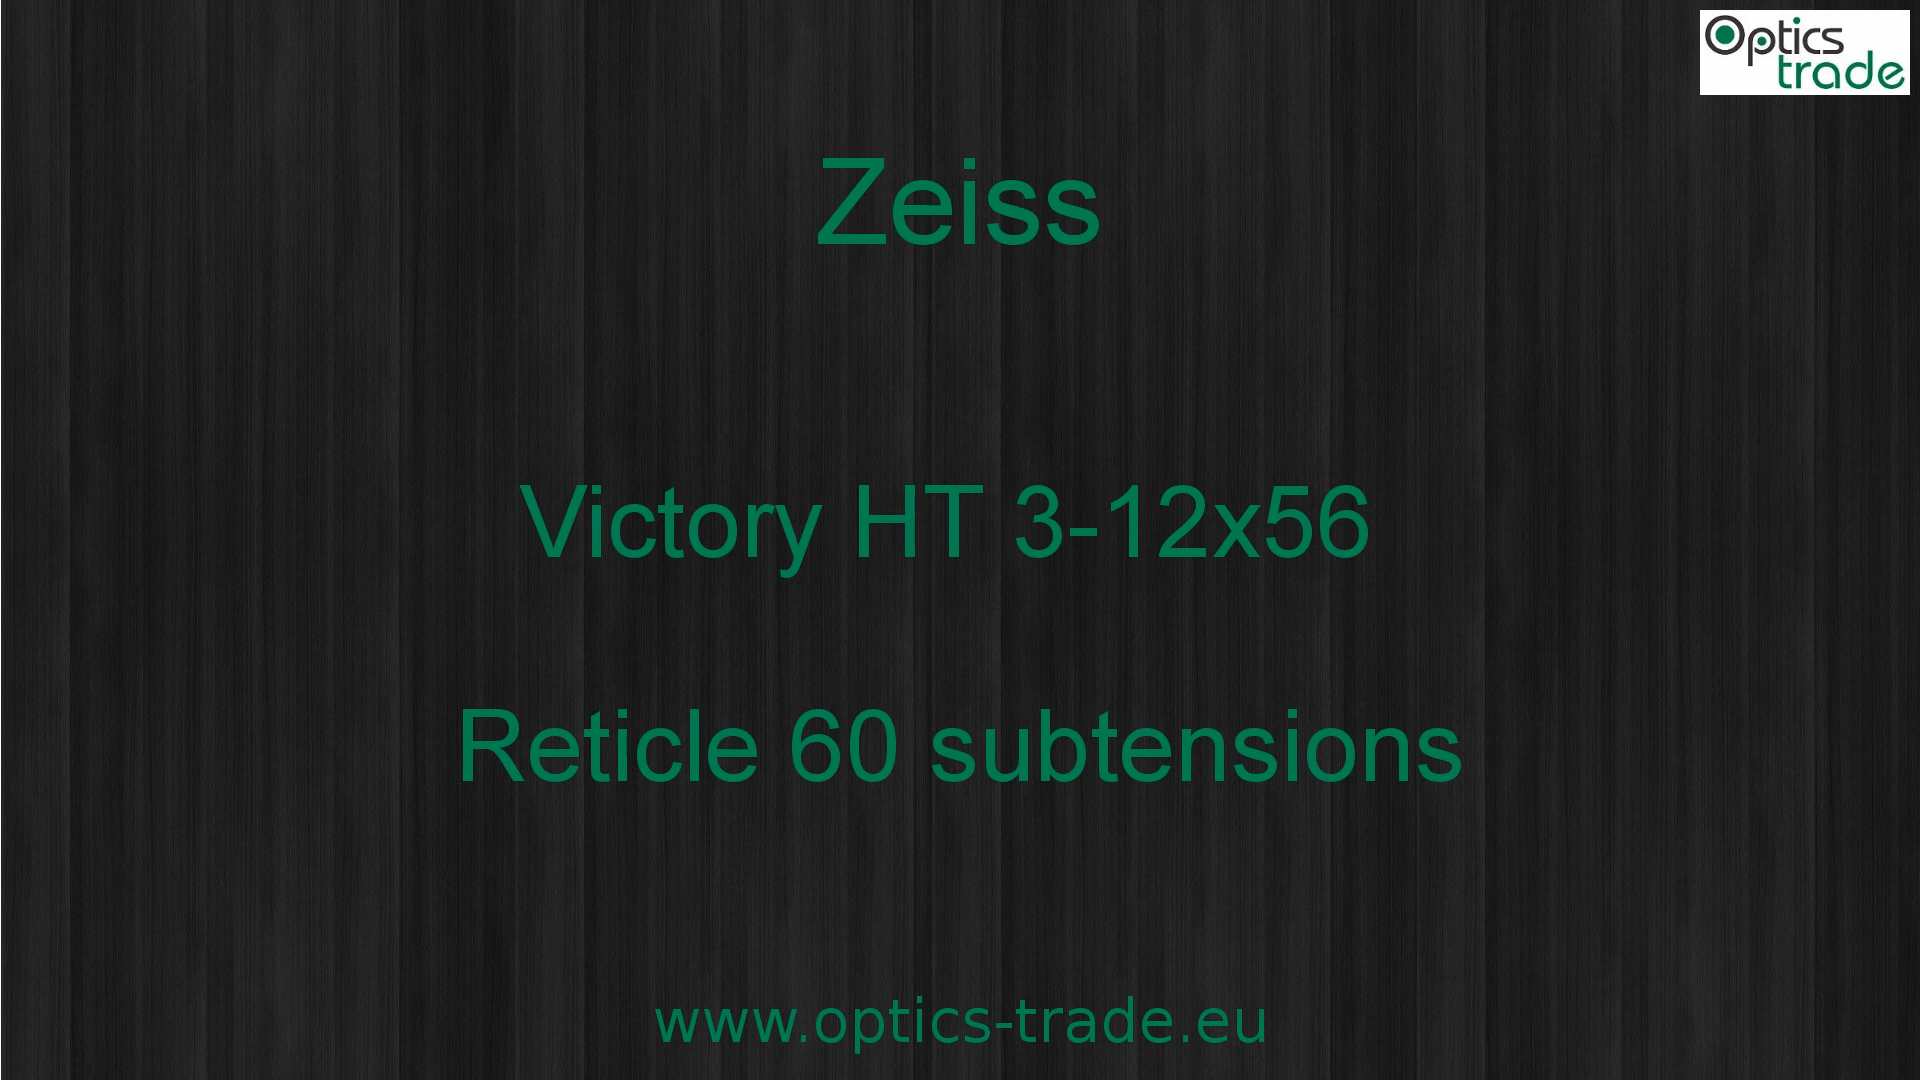 Optics
trade
Zeiss
Victory HT 3-12x56
Reticle 60 subtensions
www.optics-trade.eu